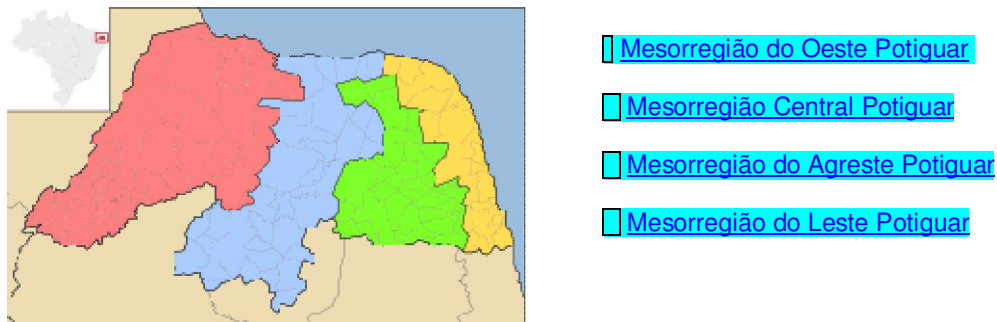 Mesorregião do Oeste Potiguar
Mesorregião Central Potiguar
Mesorregião do Agreste Potiguar
Mesorregião do Leste Potiguar